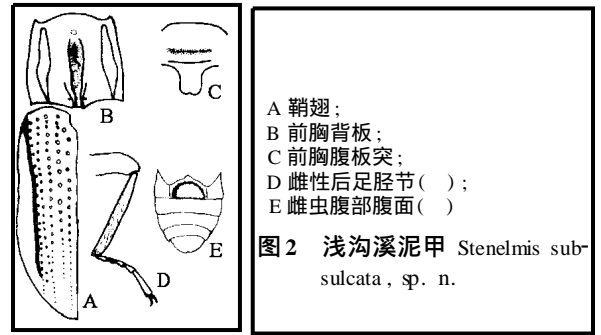 B
C
A
D
E
A 鞘翅;
B 前胸背板;
C 前胸腹板突;
D 雌性后足胫节( );
E 雌虫腹部腹面( )
图2 浅沟溪泥甲 Stenelmis sub-
sulcata, sp. n.